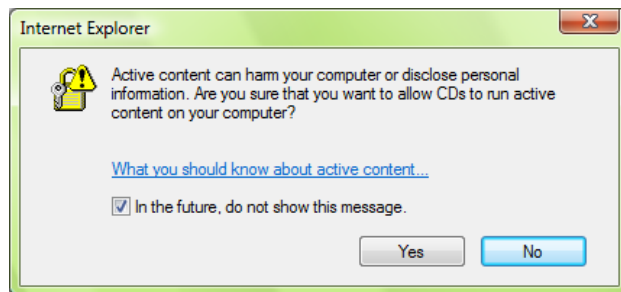 Internet Explorer
Active content can harm your computer or disclose personal
information. Are you sure that you want to allow CDs to run active
content on your computer?
What you should know about active content...
In the future, do not show this message.
Yes No